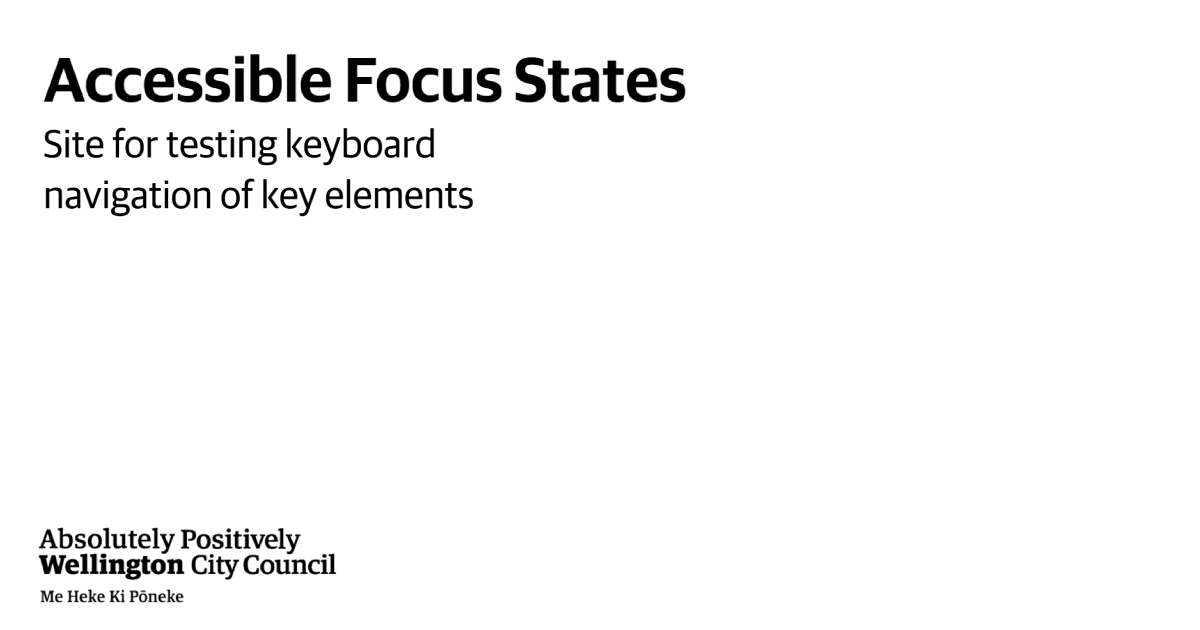 Accessible Focus States
Site for testing keyboard
navigation of key elements
Absolutely Positively
Wellington City Council
Me Heke Ki Pōneke